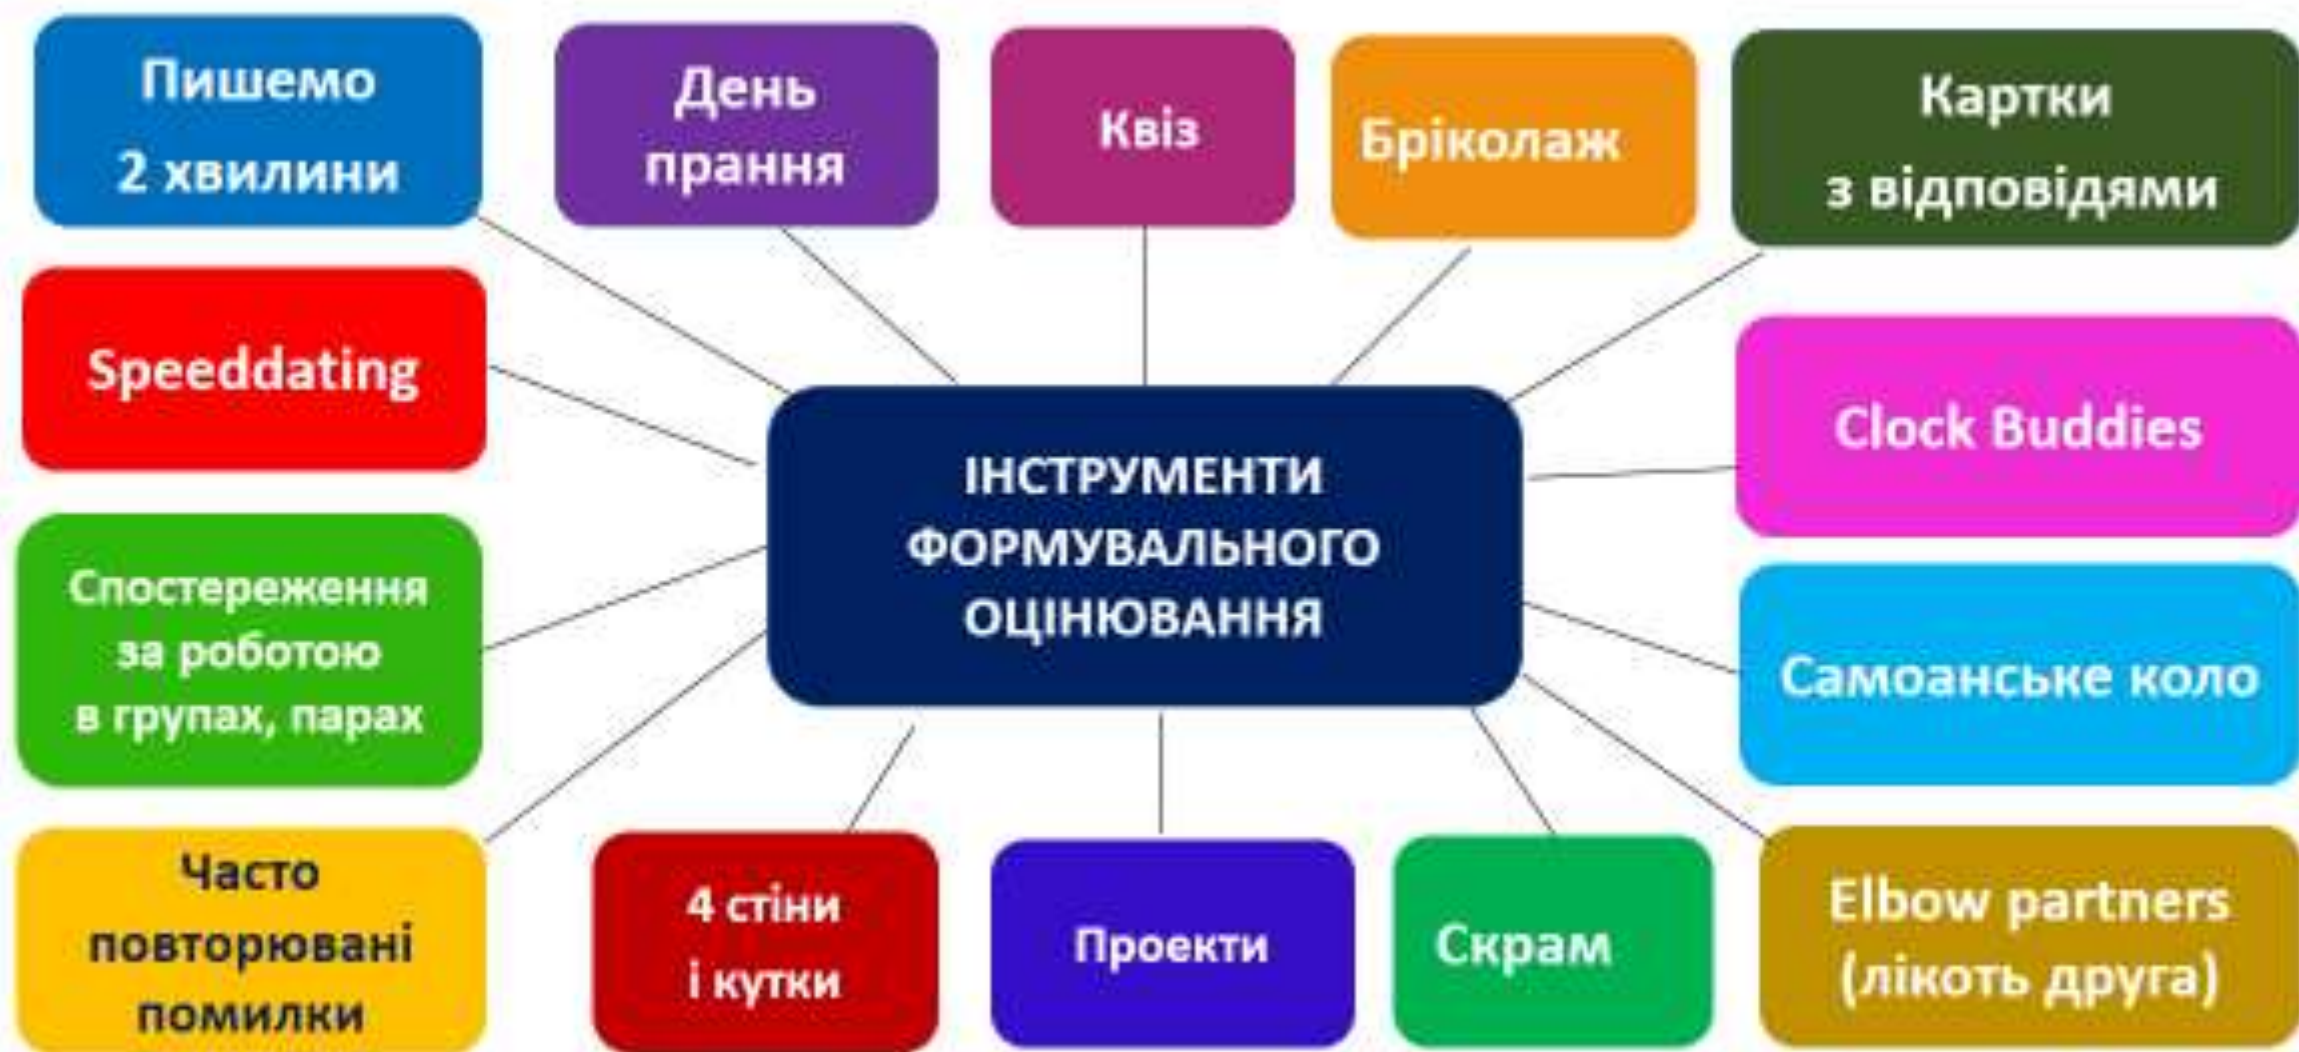 Пишемо
2 хвилини
День
прання
Квіз
Бріколаж
Картки
з відповідями
Speeddating
Clock Buddies
ІНСТРУМЕНТИ
ФОРМУВАЛЬНОГО
ОЦІНЮВАННЯ
Спостереження
за роботою
в групах, парах
Самоанське коло
Часто
повторювані
помилки
4 стіни
і кутки
Проекти
Скрам
Elbow partners
(лікоть друга)